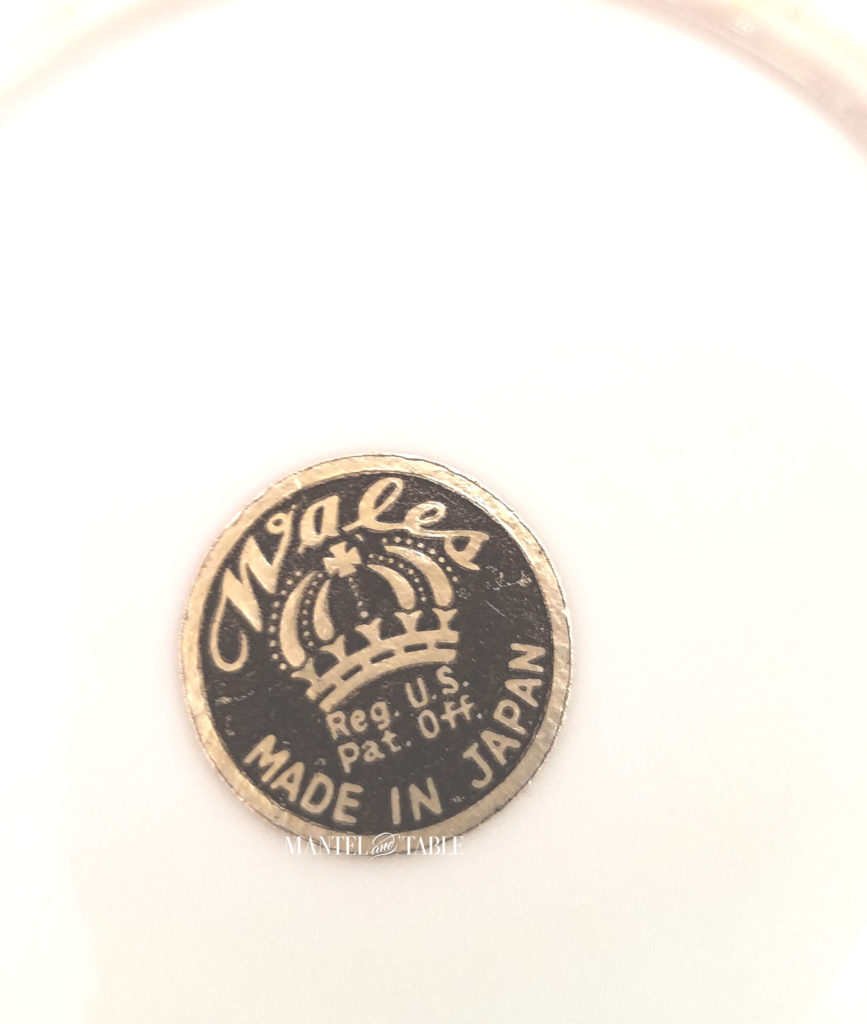 Wales
Reg. U.S.
Pat. Off.
MADE IN JAPAN
MANTEL and TABLE